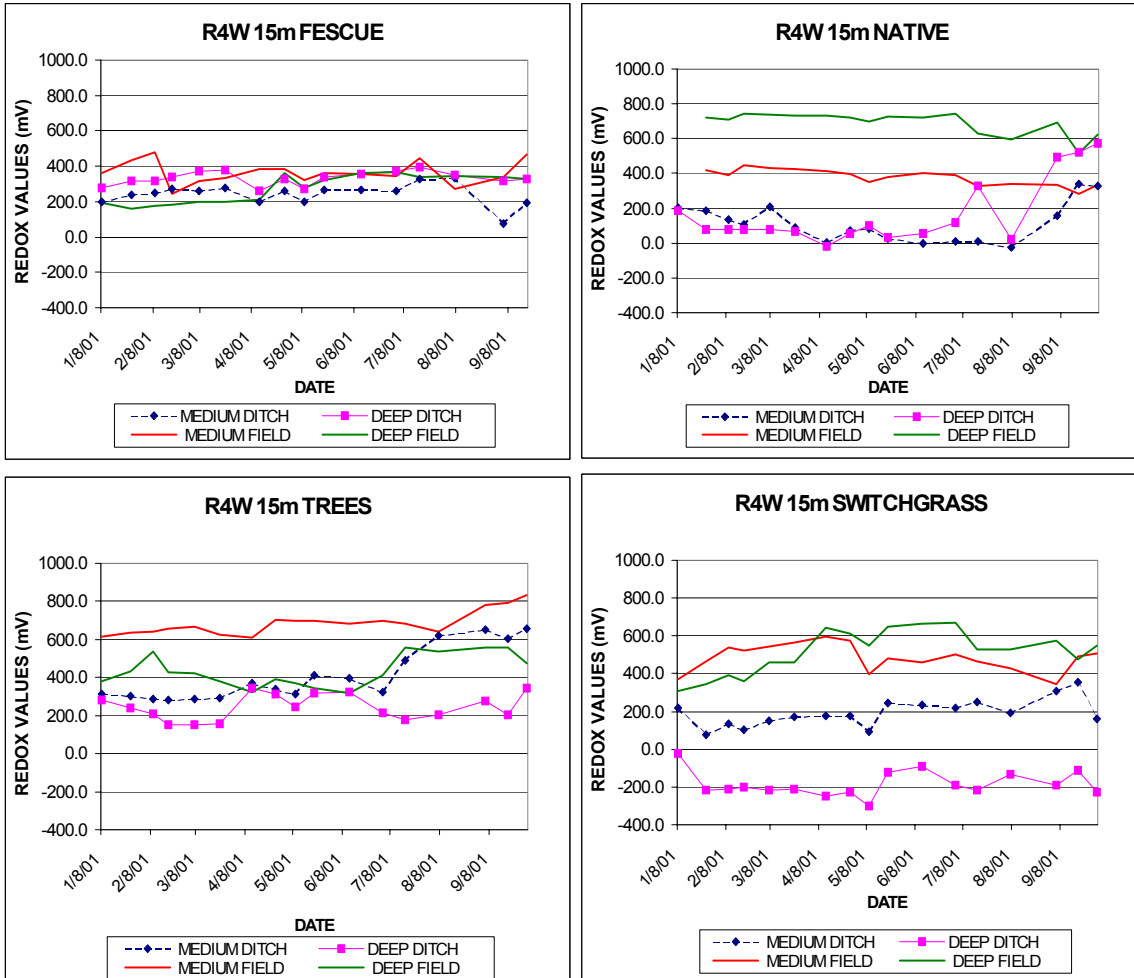 R4W 15m FESCUE
1000.0
800.0
600.0
400.0
200.0
0.0
-200.0
-400.0
REDOX VALUES (mV)
1/8/01 2/8/01 3/8/01 4/8/01 5/8/01 6/8/01 7/8/01 8/8/01 9/8/01
DATE
MEDIUM DITCH DEEP DITCH
MEDIUM FIELD DEEP FIELD
R4W 15m NATIVE
1000.0
800.0
600.0
400.0
200.0
0.0
-200.0
-400.0
REDOX VALUES (mV)
1/8/01 2/8/01 3/8/01 4/8/01 5/8/01 6/8/01 7/8/01 8/8/01 9/8/01
DATE
MEDIUM DITCH DEEP DITCH
MEDIUM FIELD DEEP FIELD
R4W 15m TREES
1000.0
800.0
600.0
400.0
200.0
0.0
-200.0
-400.0
REDOX VALUES (mV)
1/8/01 2/8/01 3/8/01 4/8/01 5/8/01 6/8/01 7/8/01 8/8/01 9/8/01
DATE
MEDIUM DITCH DEEP DITCH
MEDIUM FIELD DEEP FIELD
R4W 15m SWITCHGRASS
1000.0
800.0
600.0
400.0
200.0
0.0
-200.0
-400.0
REDOX VALUES (mV)
1/8/01 2/8/01 3/8/01 4/8/01 5/8/01 6/8/01 7/8/01 8/8/01 9/8/01
DATE
MEDIUM DITCH DEEP DITCH
MEDIUM FIELD DEEP FIELD